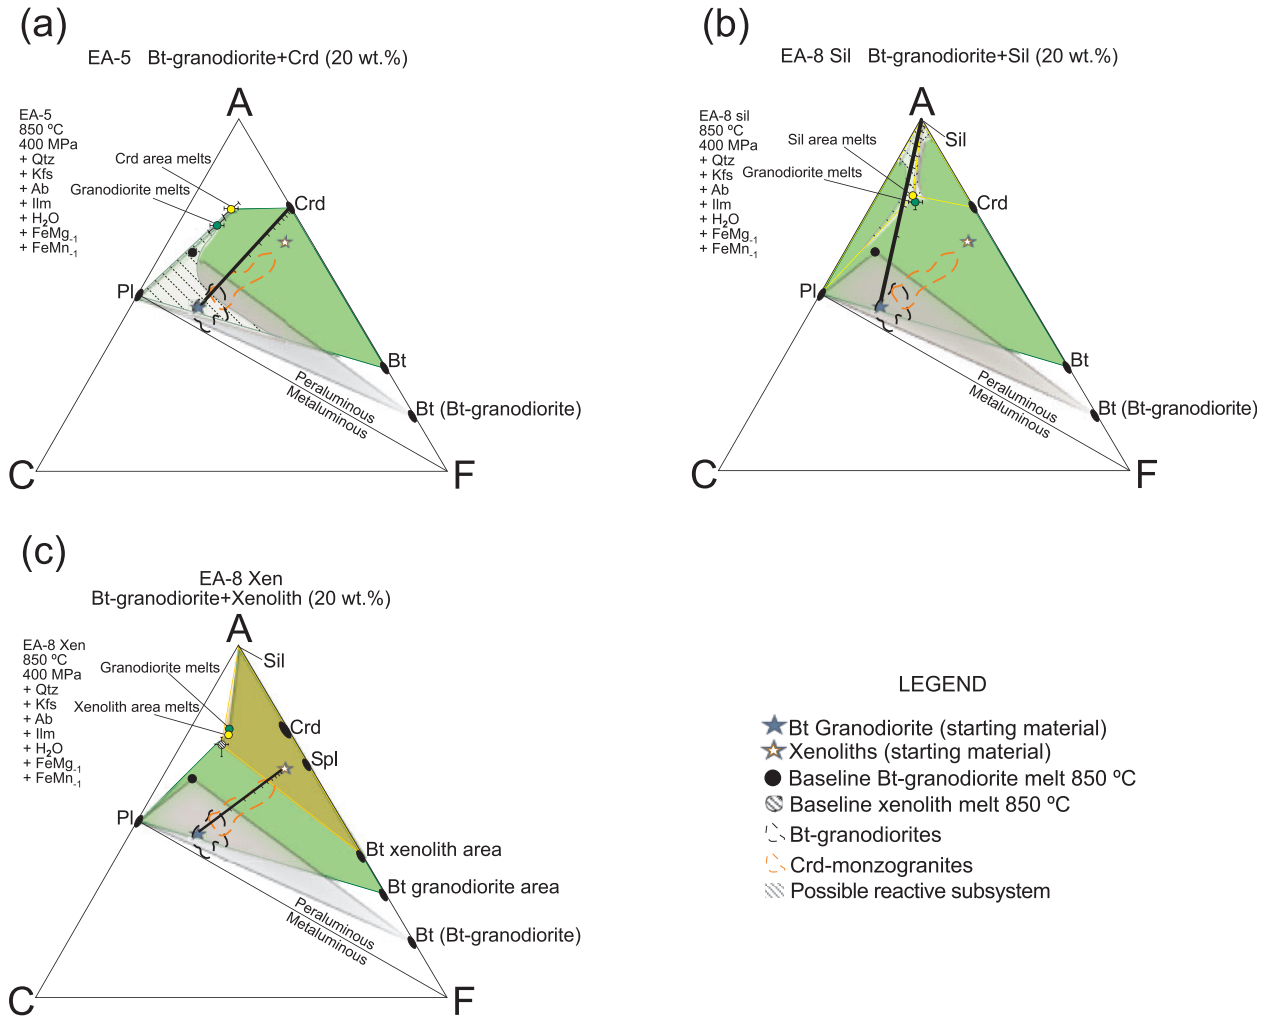 (a)
EA-5 Bt-granodiorite+Crd (20 wt.%)
A
EA-5
850 ºC
400 MPa
+ Qtz
+ Kfs
+ Ab
+ Ilm
+ H2O
+ FeMg-1
+ FeMn-1
Crd area melts
Granodiorite melts
Crd
Pl
Bt
Bt (Bt-granodiorite)
Peraluminous
Metaluminous
C
F
(b)
EA-8 Sil Bt-granodiorite+Sil (20 wt.%)
A
EA-8 sil
850 ºC
400 MPa
+ Qtz
+ Kfs
+ Ab
+ Ilm
+ H2O
+ FeMg-1
+ FeMn-1
Sil
Sil area melts
Granodiorite melts
Crd
Pl
Bt
Bt (Bt-granodiorite)
Peraluminous
Metaluminous
C
F
(c)
EA-8 Xen
Bt-granodiorite+Xenolith (20 wt.%)
A
EA-8 Xen
850 ºC
400 MPa
+ Qtz
+ Kfs
+ Ab
+ Ilm
+ H2O
+ FeMg-1
+ FeMn-1
Sil
Granodiorite melts
Xenolith area melts
Crd
Spl
Pl
Bt xenolith area
Bt granodiorite area
Bt (Bt-granodiorite)
Peraluminous
Metaluminous
C
F
LEGEND
Bt Granodiorite (starting material)
Xenoliths (starting material)
Baseline Bt-granodiorite melt 850 ºC
Baseline xenolith melt 850 ºC
Bt-granodiorites
Crd-monzogranites
Possible reactive subsystem